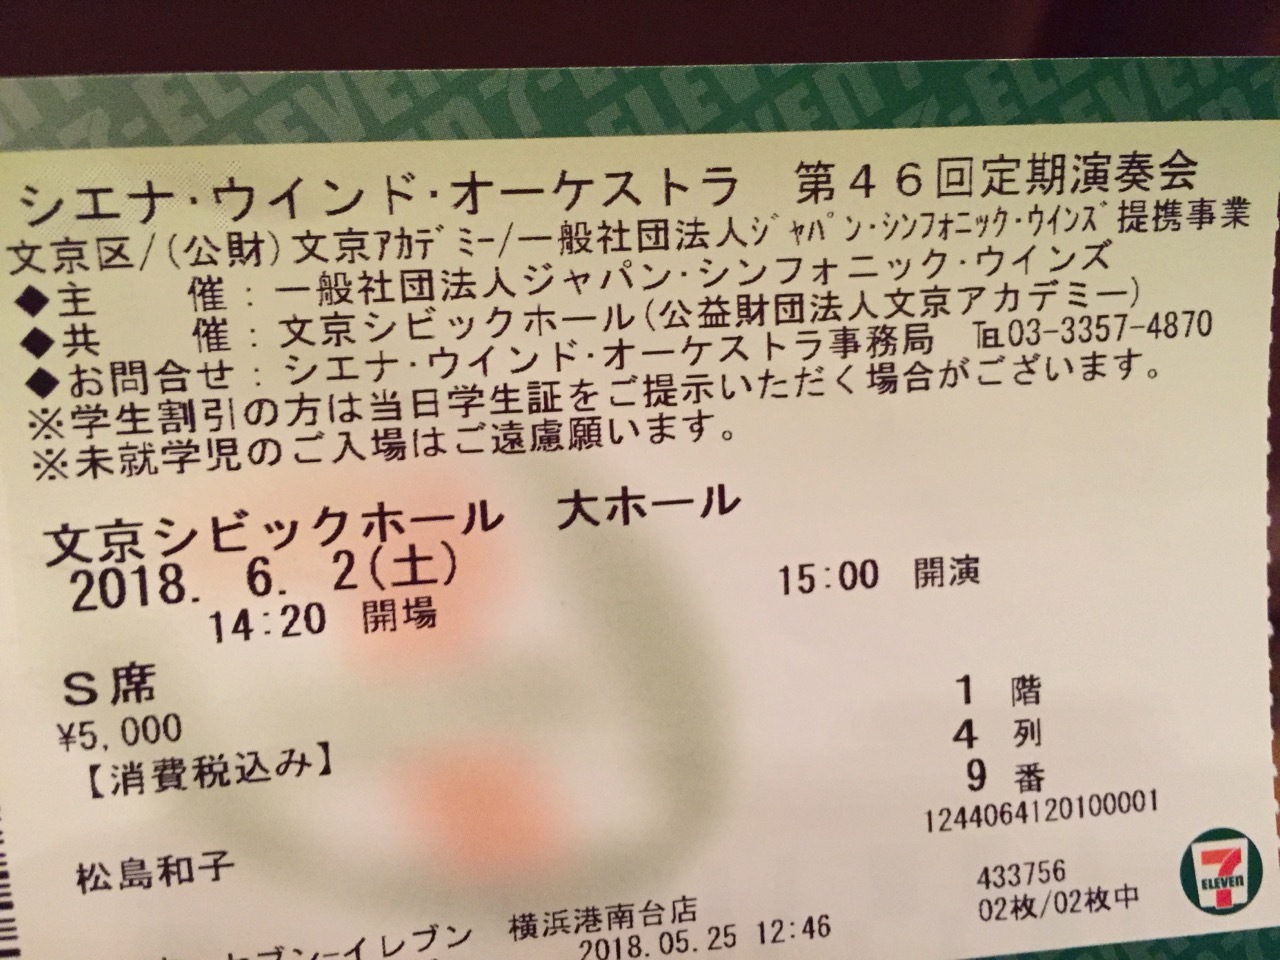 シエナ・ウインド・オーケストラ 第46回定期演奏会
文京区/(公財)文京ｱｶﾃﾞﾐｰ/一般社団法人ｼﾞｬﾊﾟﾝ・ｼﾝﾌｫﾆｯｸ・ｳｲﾝｽﾞ提携事業
◆主 催：一般社団法人ジャパン・シンフォニック・ウインズ
◆共 催：文京シビックホール(公益財団法人文京アカデミー)
◆お問合せ：シエナ・ウインド・オーケストラ事務局 ℡03-3357-4870
※学生割引の方は当日学生証をご提示いただく場合がございます。
※未就学児のご入場はご遠慮願います。
文京シビックホール 大ホール
2018. 6. 2(土) 15:00 開演
14:20 開場
S席
¥5,000
【消費税込み】
1 階
4 列
9 番
1244064120100001
松島和子
433756
02枚/02枚中
7 ELEVEN
セブン-イレブン 横浜港南台店
2018.05.25 12:46